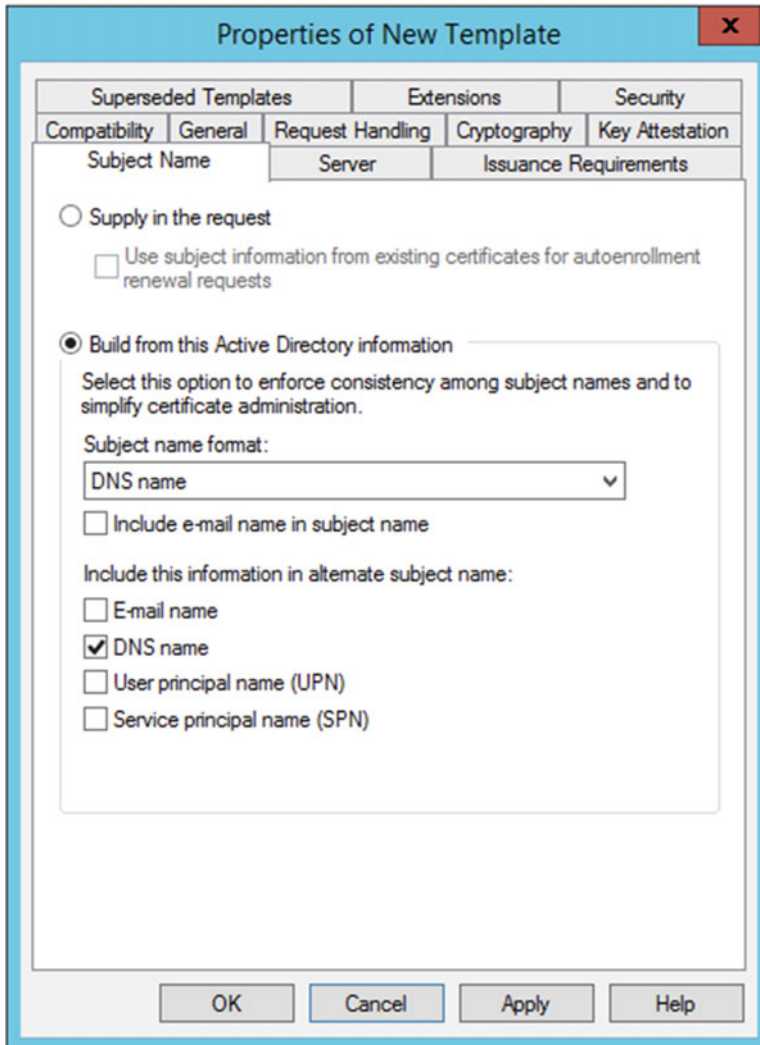 Properties of New Template
x
Superseded Templates Extensions Security
Compatibility General Request Handling Cryptography Key Attestation
Subject Name Server Issuance Requirements
Supply in the request
Use subject information from existing certificates for autoenrollment
renewal requests
Build from this Active Directory information
Select this option to enforce consistency among subject names and to
simplify certificate administration.
Subject name format:
DNS name
Include e-mail name in subject name
Include this information in alternate subject name:
E-mail name
DNS name
User principal name (UPN)
Service principal name (SPN)
OK Cancel Apply Help